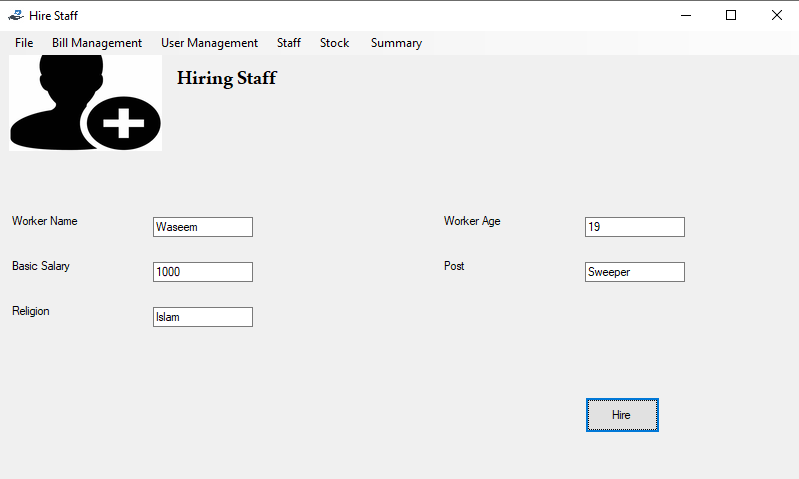 Hire Staff
File Bill Management User Management Staff Stock Summary
Hiring Staff
Worker Name Waseem Worker Age 19
Basic Salary 1000 Post Sweeper
Religion Islam
Hire